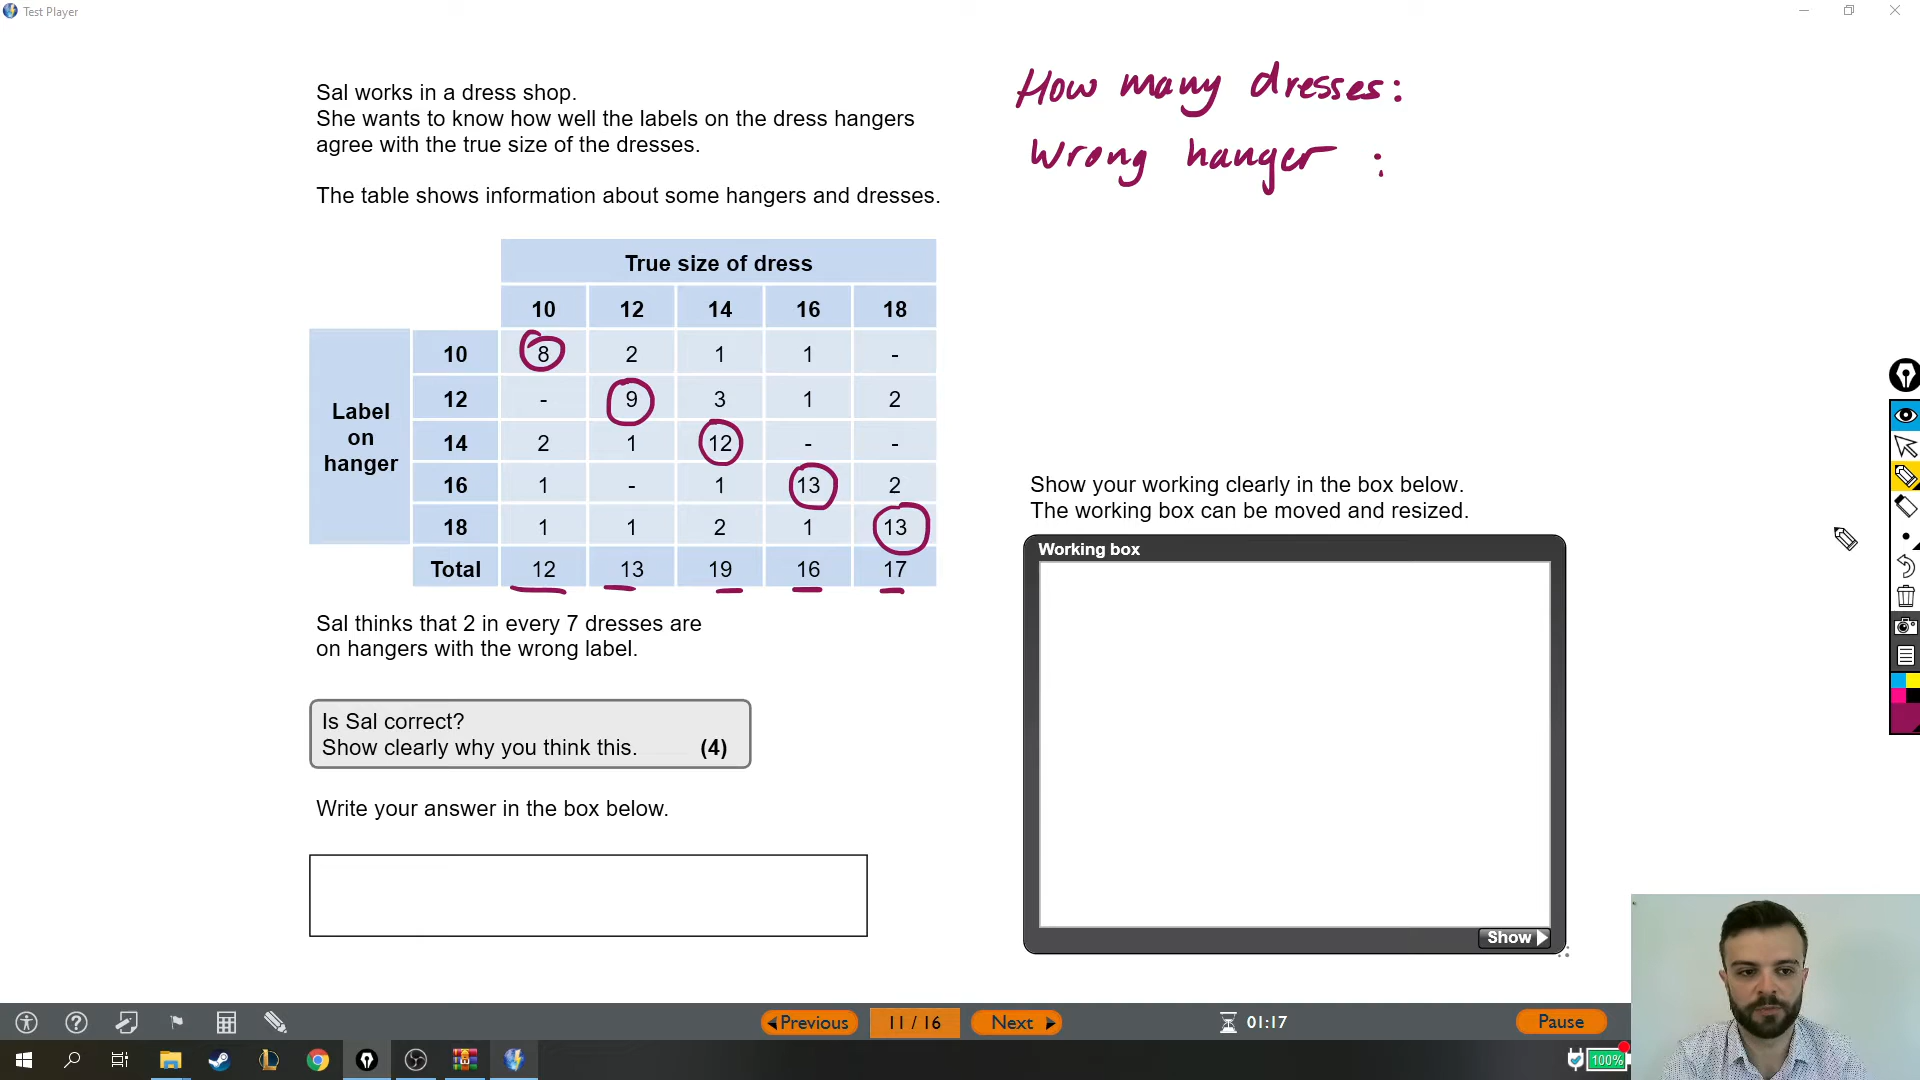 Test Player
Sal works in a dress shop.
She wants to know how well the labels on the dress hangers
agree with the true size of the dresses.
The table shows information about some hangers and dresses.
True size of dress
10 12 14 16 18
Label on hanger
10 8 2 1 1 -
12 - 9 3 1 2
14 2 1 12 - -
16 1 - 1 13 2
18 1 1 2 1 13
Total 12 13 19 16 17
Sal thinks that 2 in every 7 dresses are
on hangers with the wrong label.
Is Sal correct?
Show clearly why you think this. (4)
Write your answer in the box below.
How many dresses:
Wrong hanger :
Show your working clearly in the box below.
The working box can be moved and resized.
Working box
Show
Previous
11 / 16
Next
01:17
Pause
100%